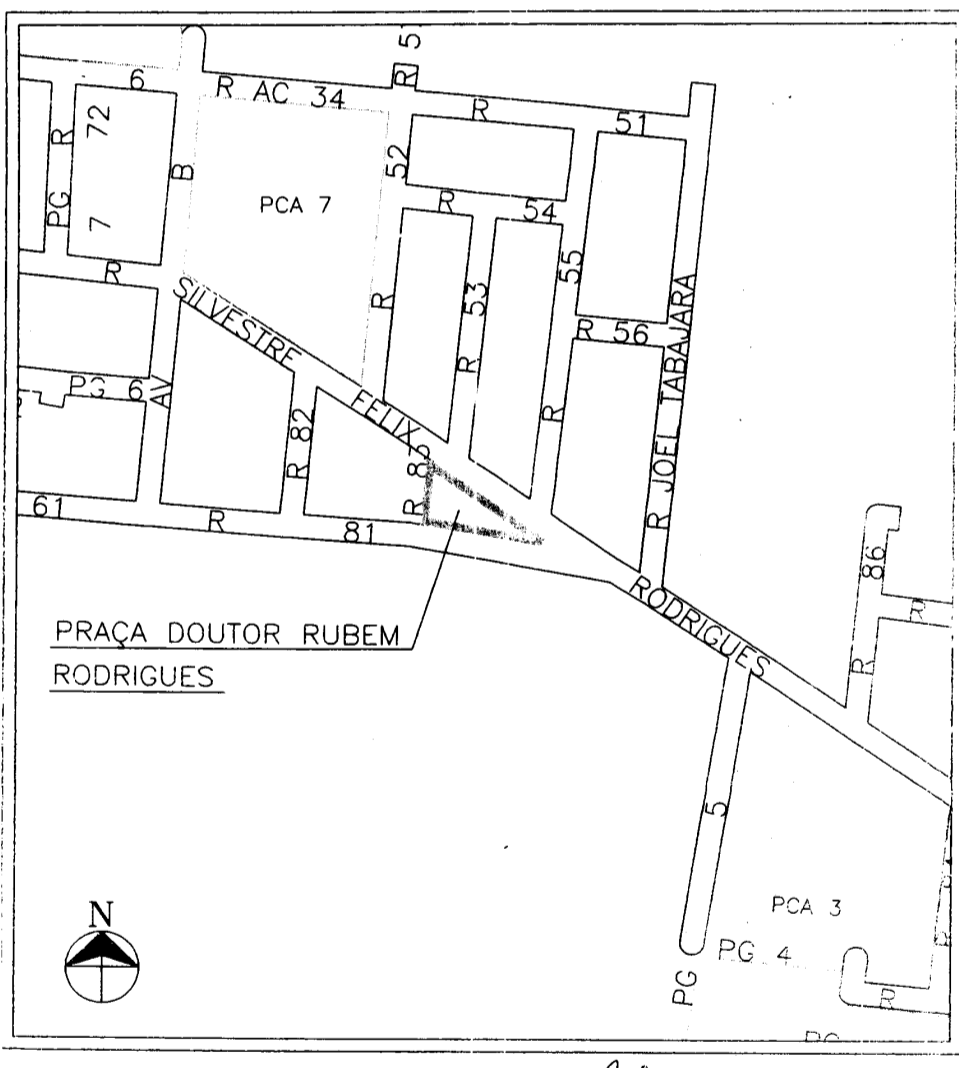 R 5
6
R AC 34
R 51
PG R
7 72
B
PCA 7
R 52
R 54
R 53
R 55
R
SILVESTRE FELIX RODRIGUES
R 56
R JOEL TABAJARA
PG 6
AV
R 82
R 83
61
R 81
PRAÇA DOUTOR RUBEM
RODRIGUES
R 86
R
PG 5
PCA 3
PG 4
R
N